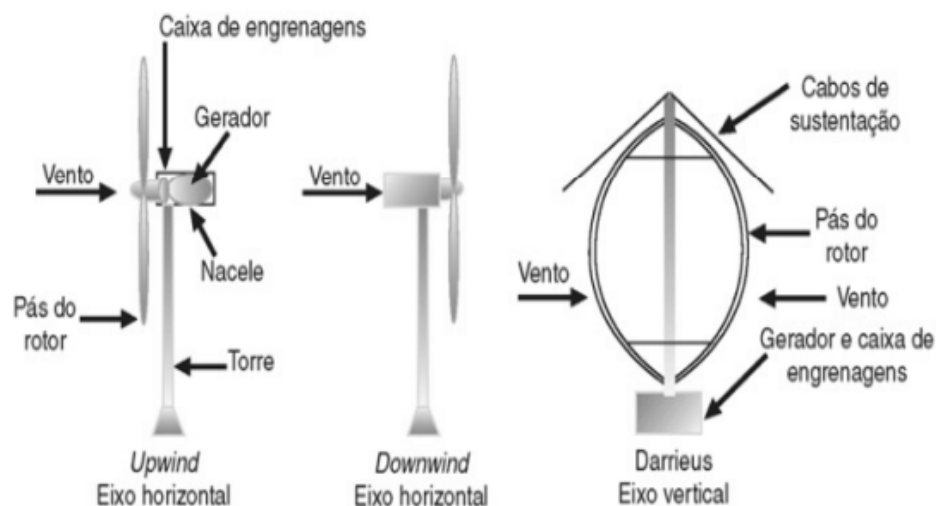 Caixa de engrenagens
Gerador
Vento
Nacele
Pás do
rotor
Torre
Upwind
Eixo horizontal
Vento
Downwind
Eixo horizontal
Cabos de
sustentação
Pás do
rotor
Vento
Vento
Gerador e caixa de
engrenagens
Darrieus
Eixo vertical